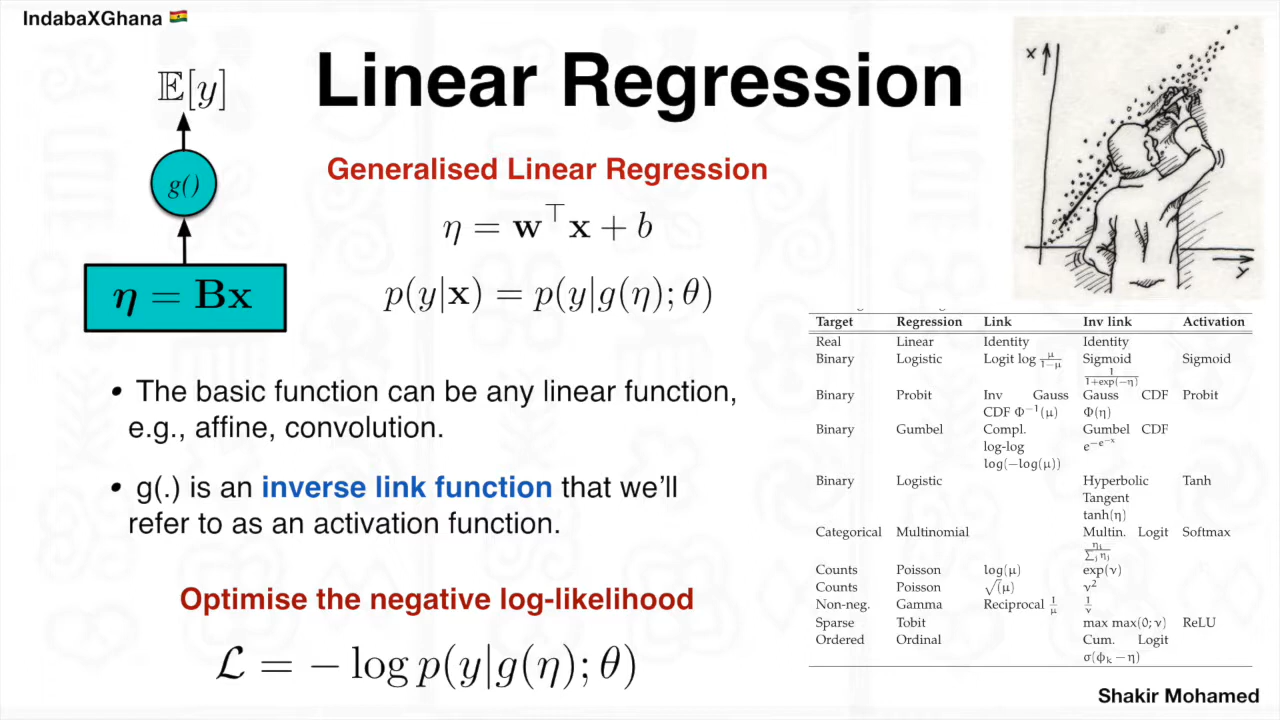 IndabaXGhana 🇬🇭
Linear Regression
𝔼[y]
g()
η = Bx
Generalised Linear Regression
η = w⊤x + b
p(y|x) = p(y|g(η); θ)
• The basic function can be any linear function,
e.g., affine, convolution.
• g(.) is an inverse link function that we'll
refer to as an activation function.
Optimise the negative log-likelihood
ℒ = − log p(y|g(η); θ)
X
Y
Target Regression Link Inv link Activation
Real Linear Identity Identity
Binary Logistic Logit log μ/1−μ Sigmoid Sigmoid
1/1+exp(−η)
Binary Probit Inv Gauss Gauss CDF Probit
CDF Φ⁻¹(μ) Φ(η)
Binary Gumbel Compl. Gumbel CDF
log-log e^−e^−x
log(−log(μ))
Binary Logistic Hyperbolic Tanh
Tangent
tanh(η)
Categorical Multinomial Multin. Logit Softmax
ηᵢ/∑ⱼ ηⱼ
Counts Poisson log(μ) exp(ν)
Counts Poisson √(μ) ν²
Non-neg. Gamma Reciprocal 1/μ 1/ν
Sparse Tobit max max(0; ν) ReLU
Ordered Ordinal Cum. Logit
σ(ϕₖ − η)
Shakir Mohamed